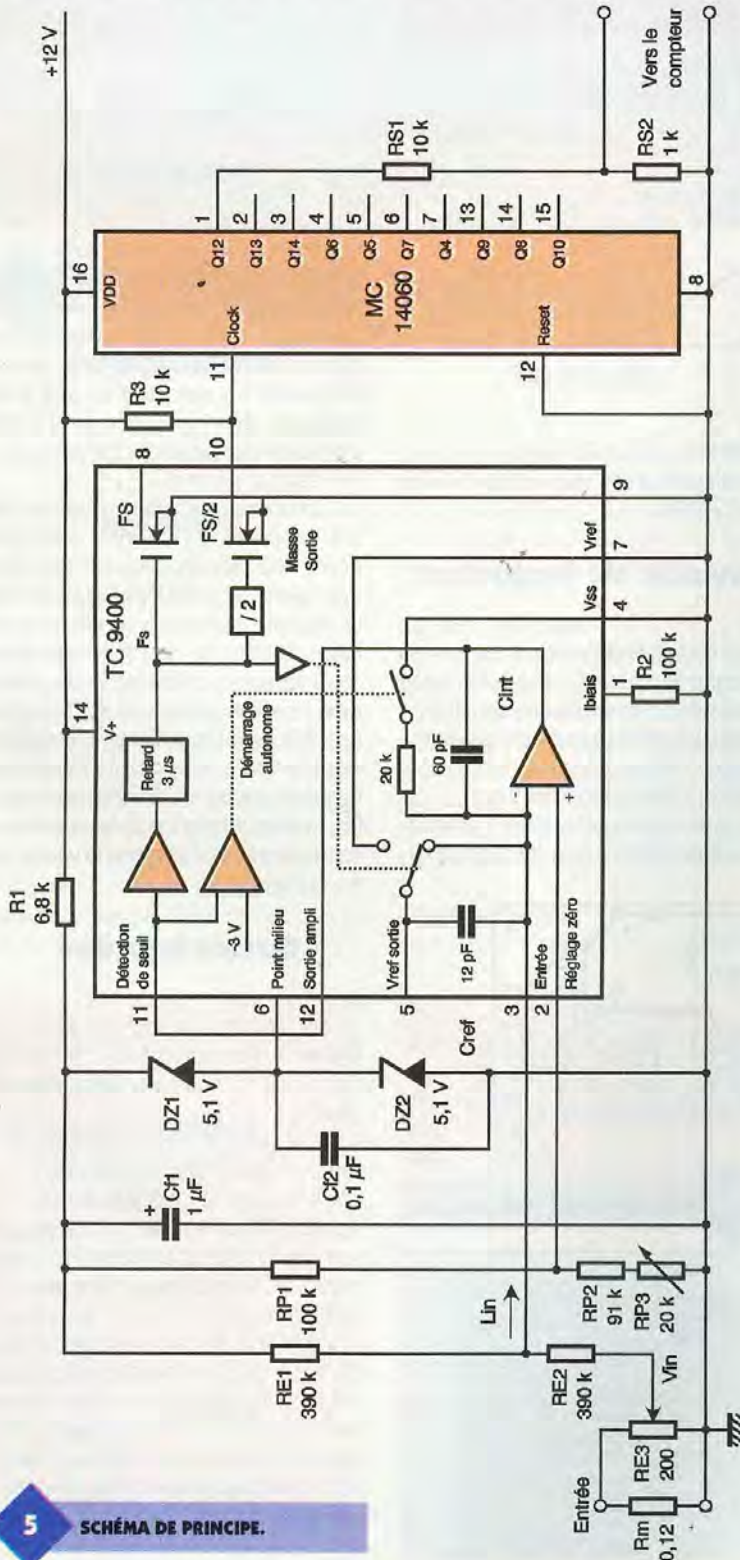 +12 V
R1
6,8 k
14
V+
TC 9400
Retard
3 µs
Fs
Détection
de seuil
11
~3 V
Démarage
autonome
6
Point milieu
12
Sortie ampli
2
FS
FS/2
8
10
R3
10 k
Masse
Sortie
Vref sortie
5
12 pF
20 k
60 pF
Cint
Cref
3
Entrée
2
Réglage zéro
-
+
Vss
4
Vref
7
9
Ibiais
1
R2
100 k
16
VDD
MC
14060
Clock
11
Reset
12
8
Q12
1
Q13
2
Q14
3
Q6
4
Q5
5
Q7
6
Q4
7
Q9
13
Q8
14
Q10
15
RS1
10 k
RS2
1 k
Vers le
compteur
DZ1
5,1 V
DZ2
5,1 V
+
Cf1
1 µF
Cf2
0,1 µF
RP1
100 k
RP2
91 k
RP3
20 k
RE1
390 k
Lin
RE2
390 k
Vin
Entrée
RE3
200
Rm
0,12
5
SCHÉMA DE PRINCIPE.